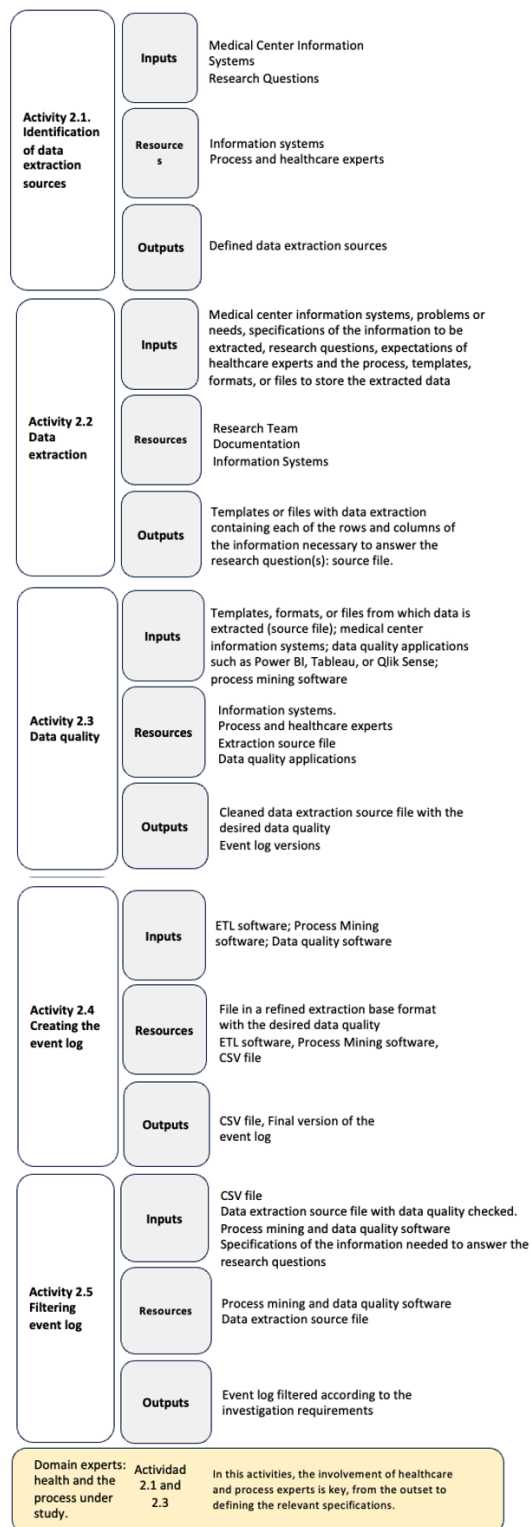 Activity 2.1.
Identification
of data
extraction
sources
Inputs
Medical Center Information
Systems
Research Questions
Resource
s
Information systems
Process and healthcare experts
Outputs
Defined data extraction sources
Activity 2.2
Data
extraction
Inputs
Medical center information systems, problems or
needs, specifications of the information to be
extracted, research questions, expectations of
healthcare experts and the process, templates,
formats, or files to store the extracted data
Resources
Research Team
Documentation
Information Systems
Outputs
Templates or files with data extraction
containing each of the rows and columns of
the information necessary to answer the
research question(s): source file.
Activity 2.3
Data quality
Inputs
Templates, formats, or files from which data is
extracted (source file); medical center
information systems; data quality applications
such as Power BI, Tableau, or Qlik Sense;
process mining software
Resources
Information systems.
Process and healthcare experts
Extraction source file
Data quality applications
Outputs
Cleaned data extraction source file with the
desired data quality
Event log versions
Activity 2.4
Creating the
event log
Inputs
ETL software; Process Mining
software; Data quality software
Resources
File in a refined extraction base format
with the desired data quality
ETL software, Process Mining software,
CSV file
Outputs
CSV file, Final version of the
event log
Activity 2.5
Filtering
event log
Inputs
CSV file
Data extraction source file with data quality checked.
Process mining and data quality software
Specifications of the information needed to answer the
research questions
Resources
Process mining and data quality software
Data extraction source file
Outputs
Event log filtered according to the
investigation requirements
Domain experts:
health and the
process under
study.
Actividad
2.1 and
2.3
In this activities, the involvement of healthcare
and process experts is key, from the outset to
defining the relevant specifications.